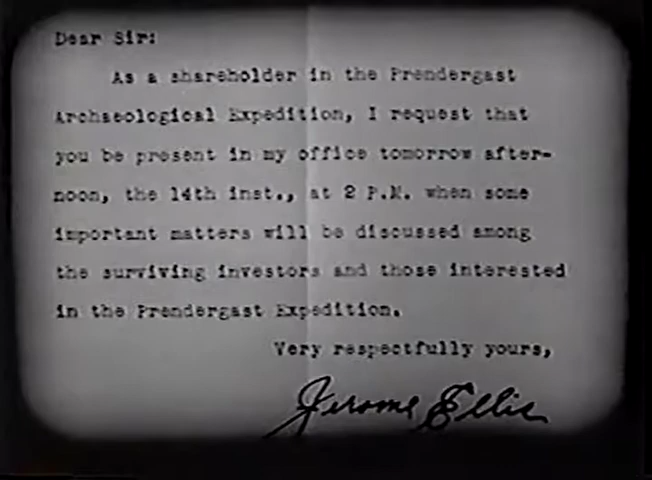 Dear Sir:
As a shareholder in the Prendergast
Archaeological Expedition, I request that
you be present in my office tomorrow after-
noon, the 14th inst., at 2 P.M. when some
important matters will be discussed among
the surviving investors and those interested
in the Prendergast Expedition.
Very respectfully yours,
Jerome Ellis